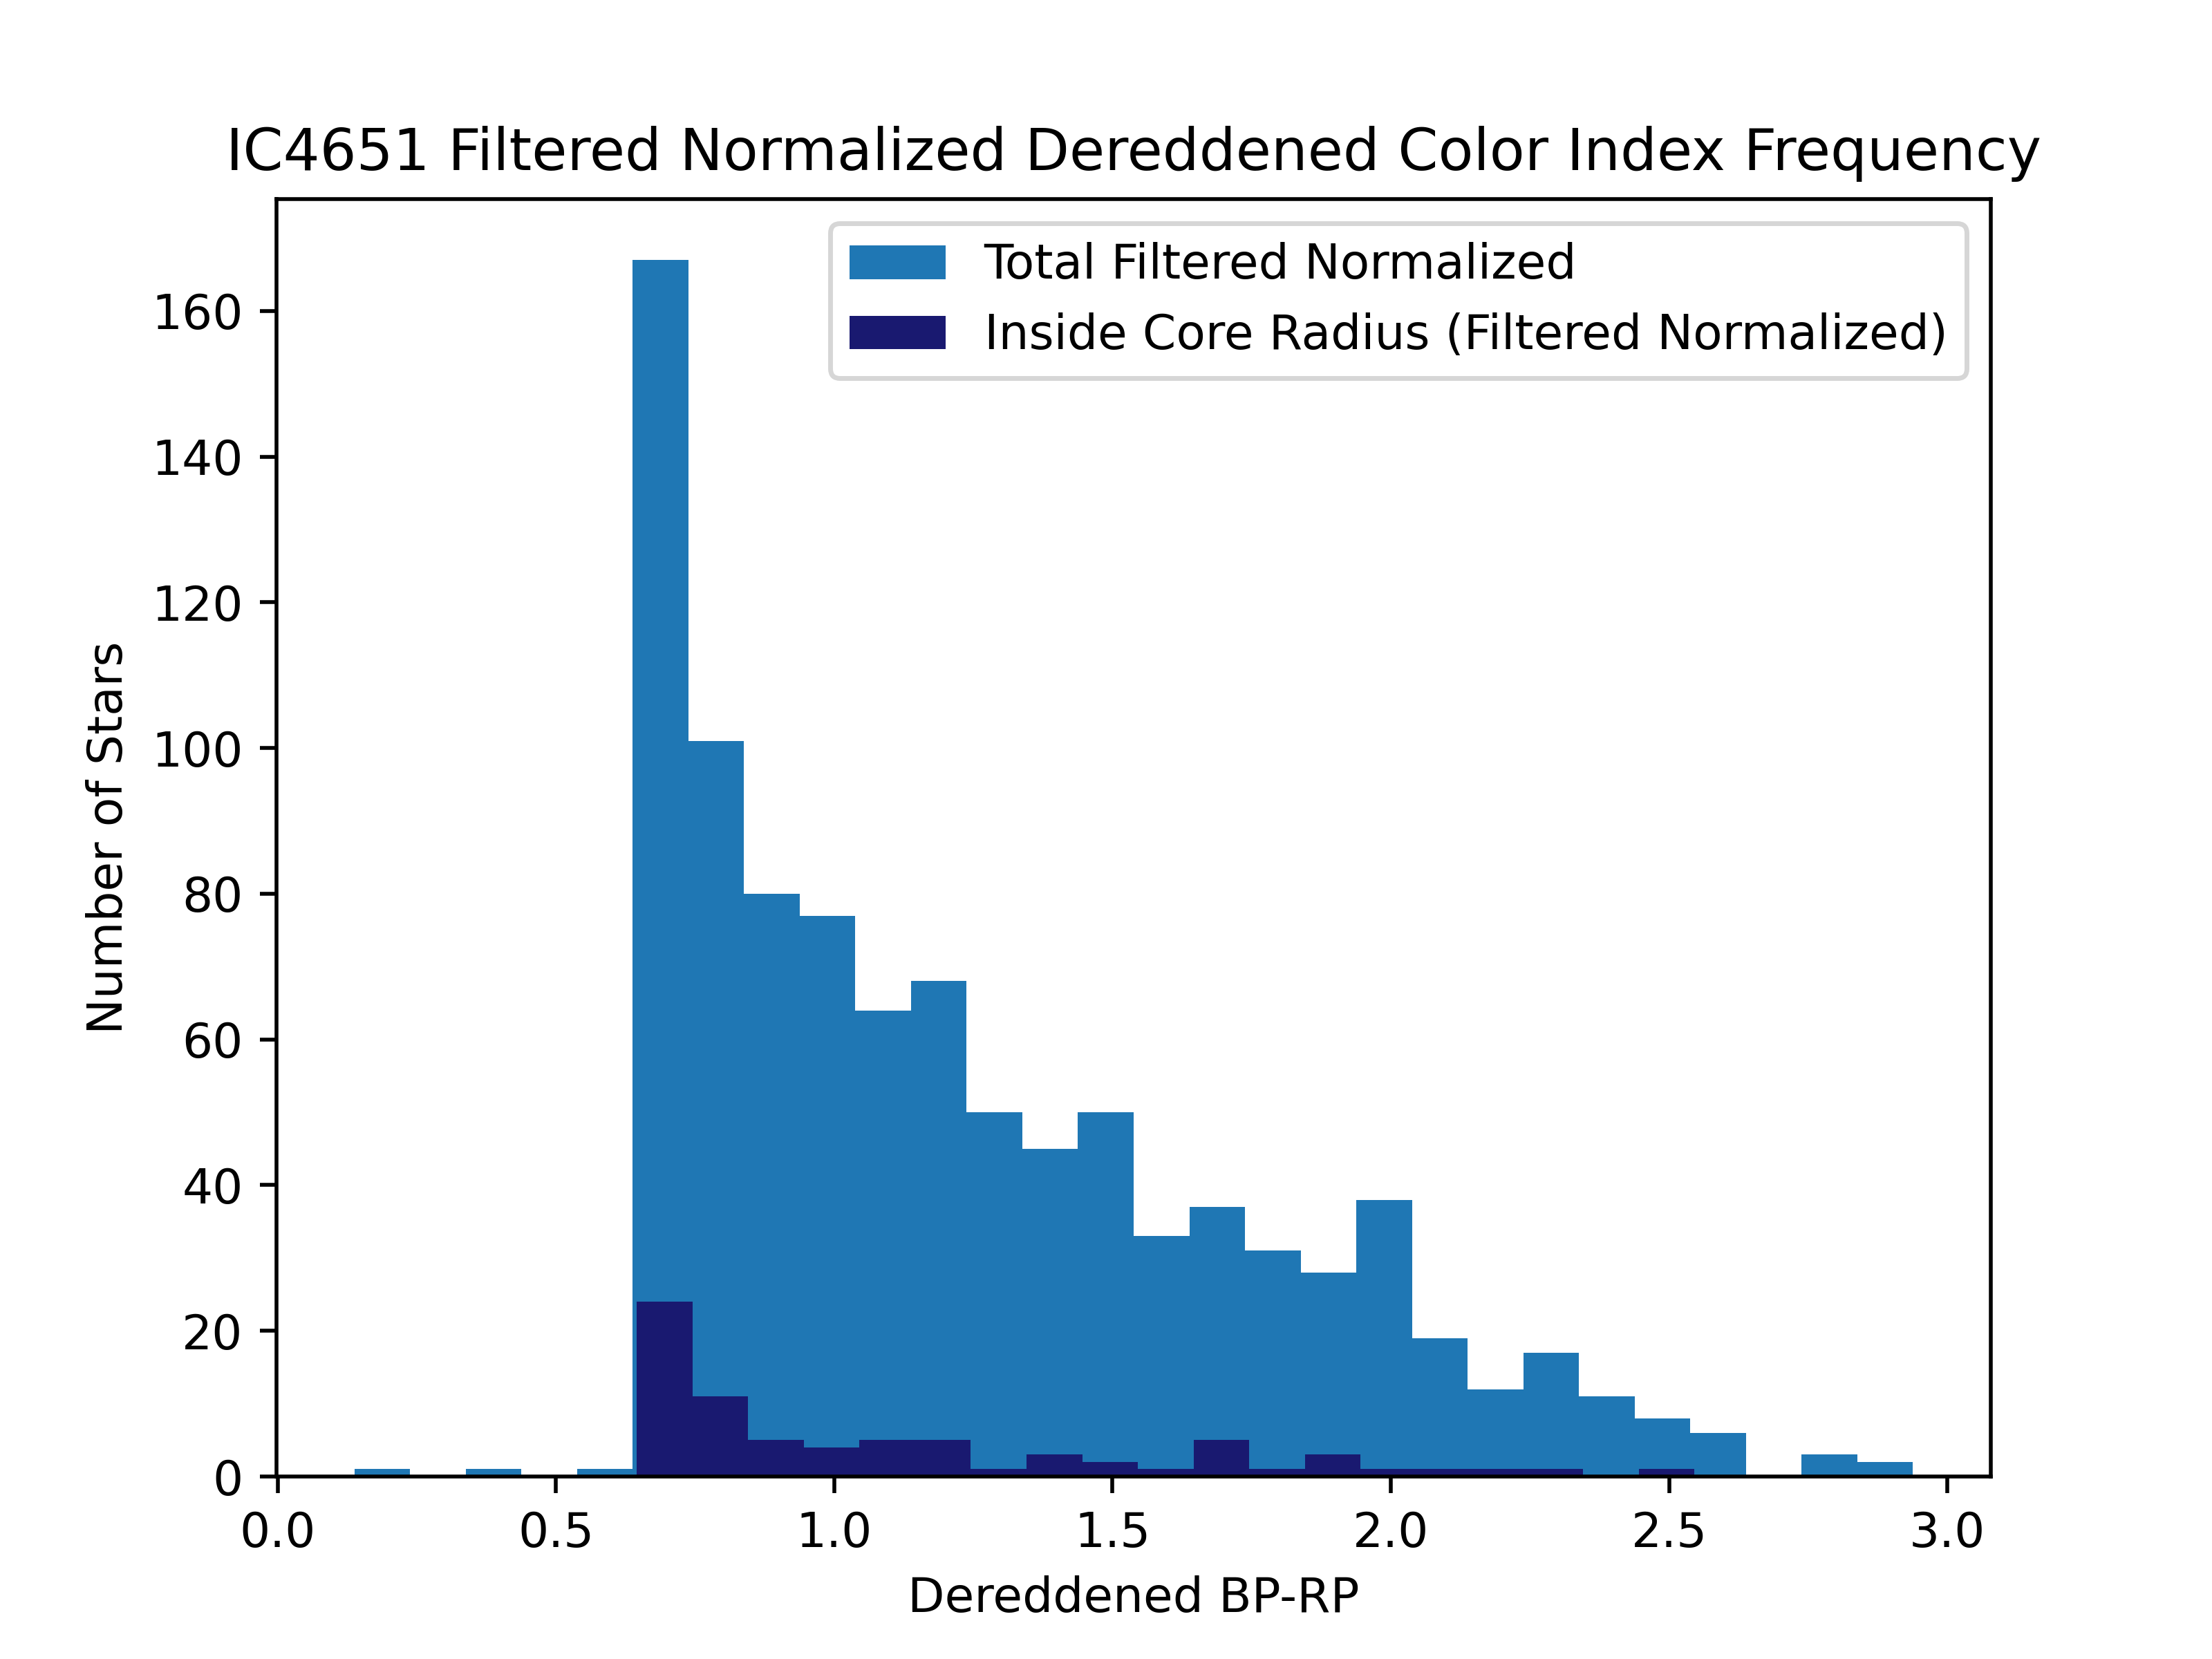 IC4651 Filtered Normalized Dereddened Color Index Frequency
Total Filtered Normalized
Inside Core Radius (Filtered Normalized)
160
140
120
100
80
60
40
20
0
Number of Stars
0.0 0.5 1.0 1.5 2.0 2.5 3.0
Dereddened BP-RP